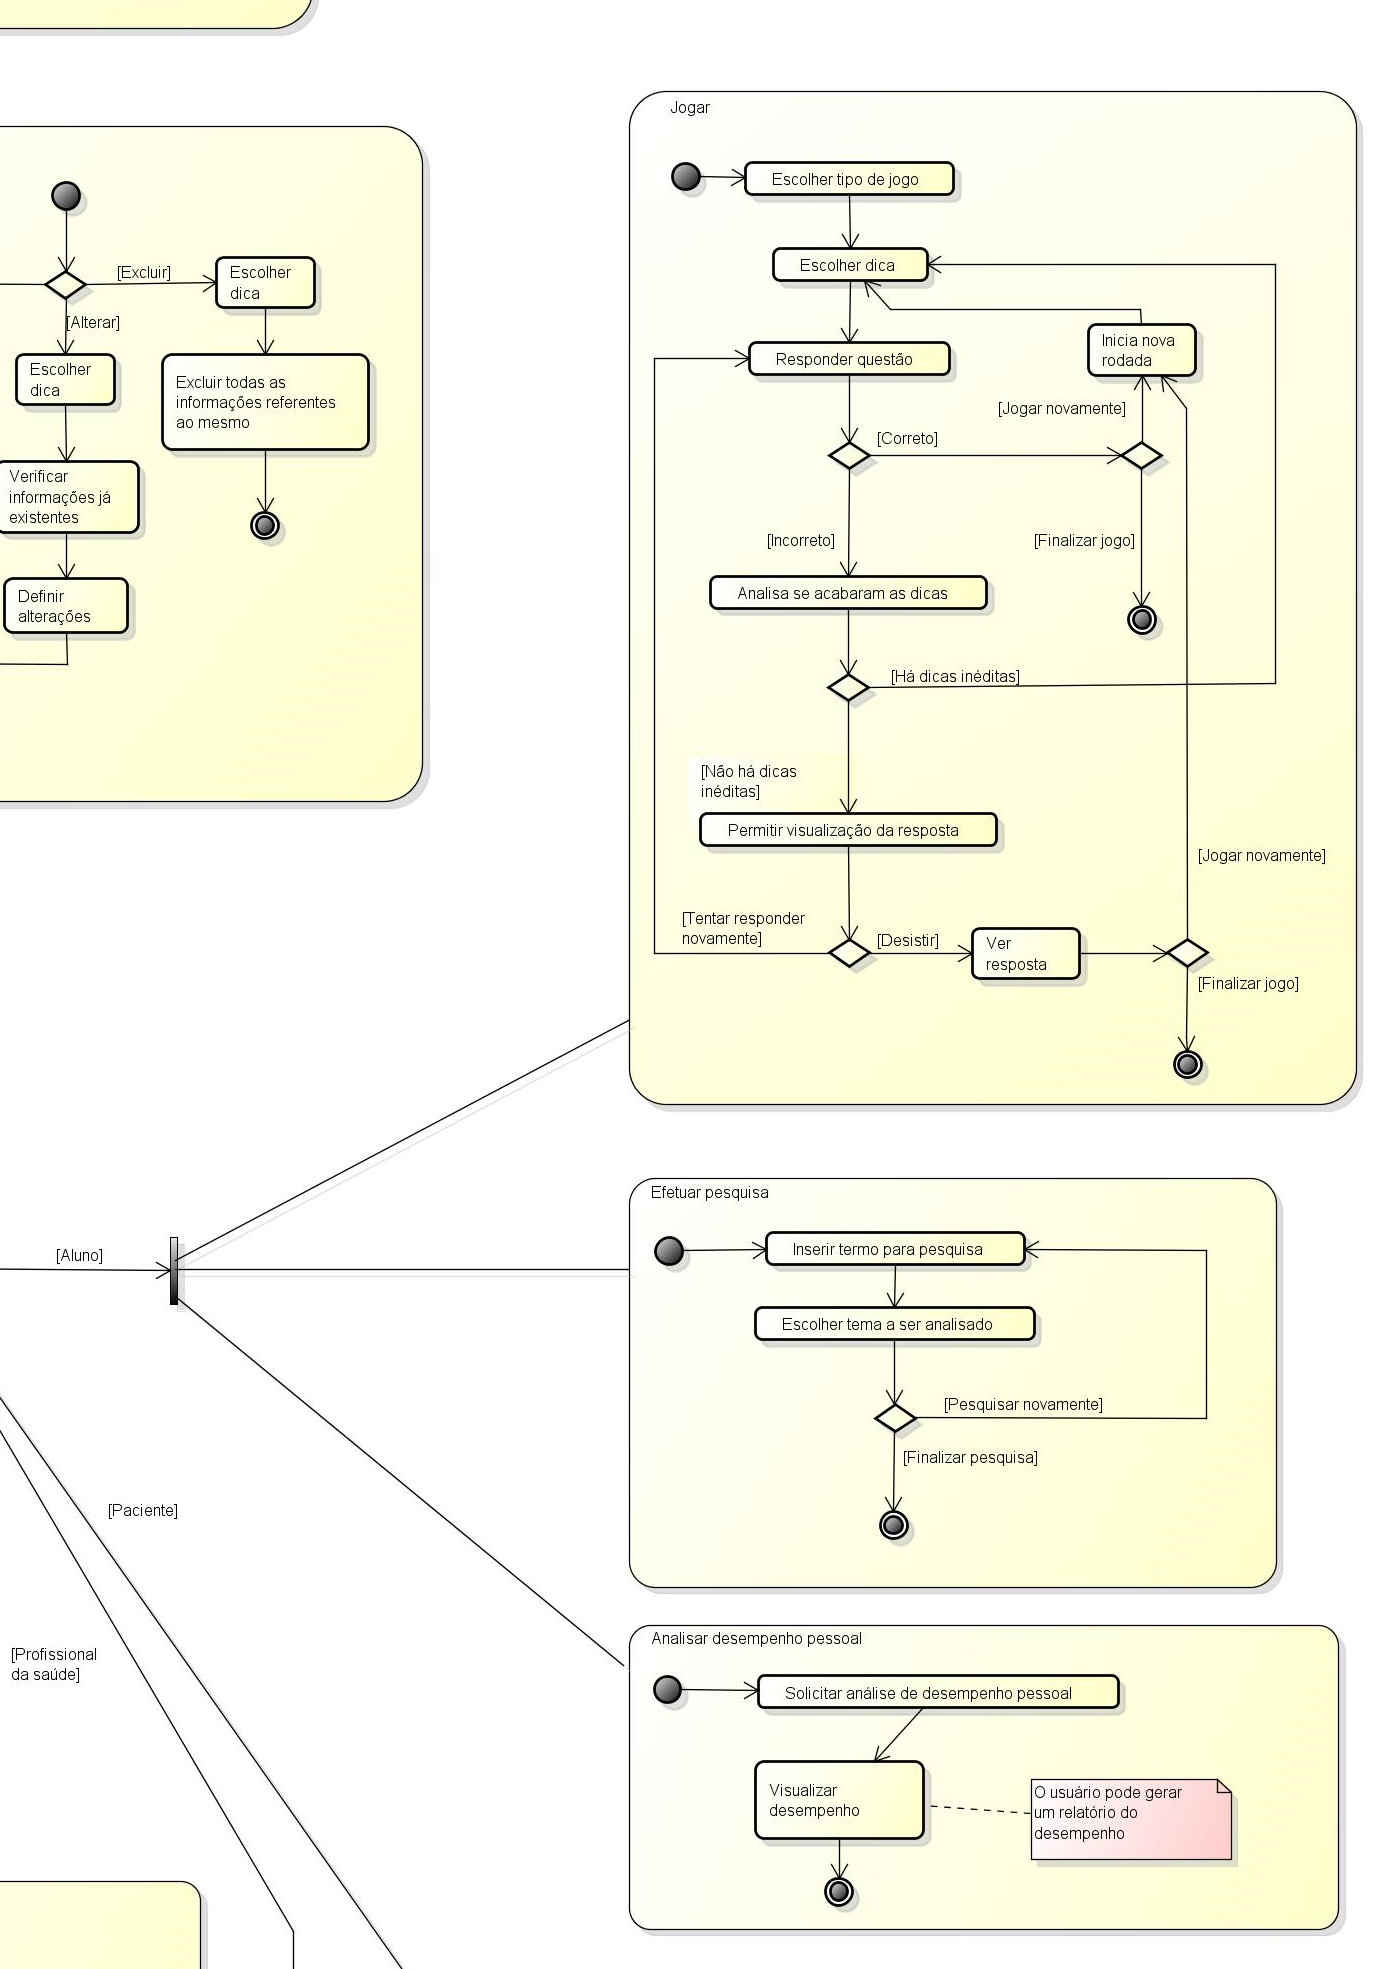 [Excluir]
Escolher
dica
[Alterar]
Escolher
dica
Excluir todas as
informações referentes
ao mesmo
Verificar
informações já
existentes
Definir
alterações
Jogar
Escolher tipo de jogo
Escolher dica
Inicia nova
rodada
Responder questão
[Jogar novamente]
[Correto]
[Incorreto]
[Finalizar jogo]
Analisa se acabaram as dicas
[Há dicas inéditas]
[Não há dicas
inéditas]
Permitir visualização da resposta
[Jogar novamente]
[Tentar responder
novamente]
[Desistir]
Ver
resposta
[Finalizar jogo]
[Aluno]
Efetuar pesquisa
Inserir termo para pesquisa
Escolher tema a ser analisado
[Pesquisar novamente]
[Finalizar pesquisa]
[Paciente]
[Profissional
da saúde]
Analisar desempenho pessoal
Solicitar análise de desempenho pessoal
Visualizar
desempenho
O usuário pode gerar
um relatório do
desempenho